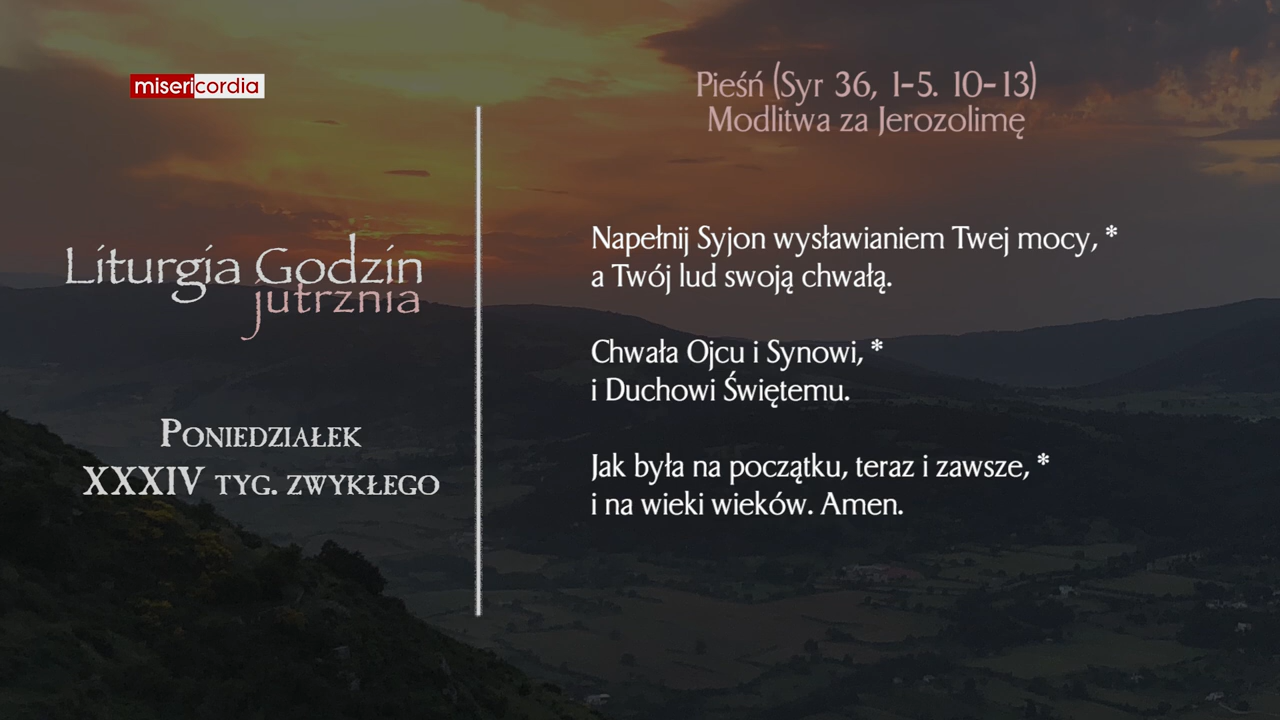 misericordia
Liturgia Godzin
jutrznia
Poniedziałek
XXXIV tyg. zwykłego
Pieśń (Syr 36, 1-5. 10-13)
Modlitwa za Jerozolimę
Napełnij Syjon wysławianiem Twej mocy, *
a Twój lud swoją chwałą.
Chwała Ojcu i Synowi, *
i Duchowi Świętemu.
Jak była na początku, teraz i zawsze, *
i na wieki wieków. Amen.